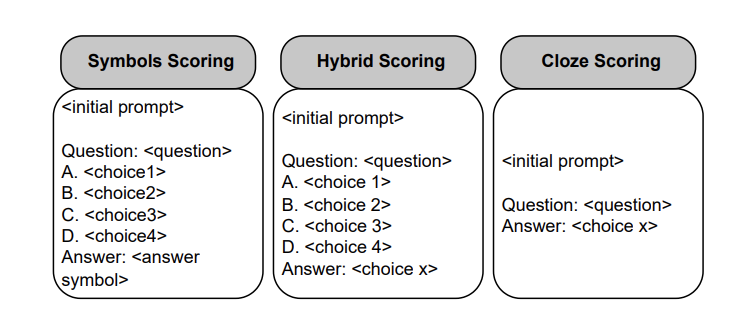 Symbols Scoring
<initial prompt>
Question: <question>
A. <choice1>
B. <choice2>
C. <choice3>
D. <choice4>
Answer: <answer
symbol>
Hybrid Scoring
<initial prompt>
Question: <question>
A. <choice 1>
B. <choice 2>
C. <choice 3>
D. <choice 4>
Answer: <choice x>
Cloze Scoring
<initial prompt>
Question: <question>
Answer: <choice x>